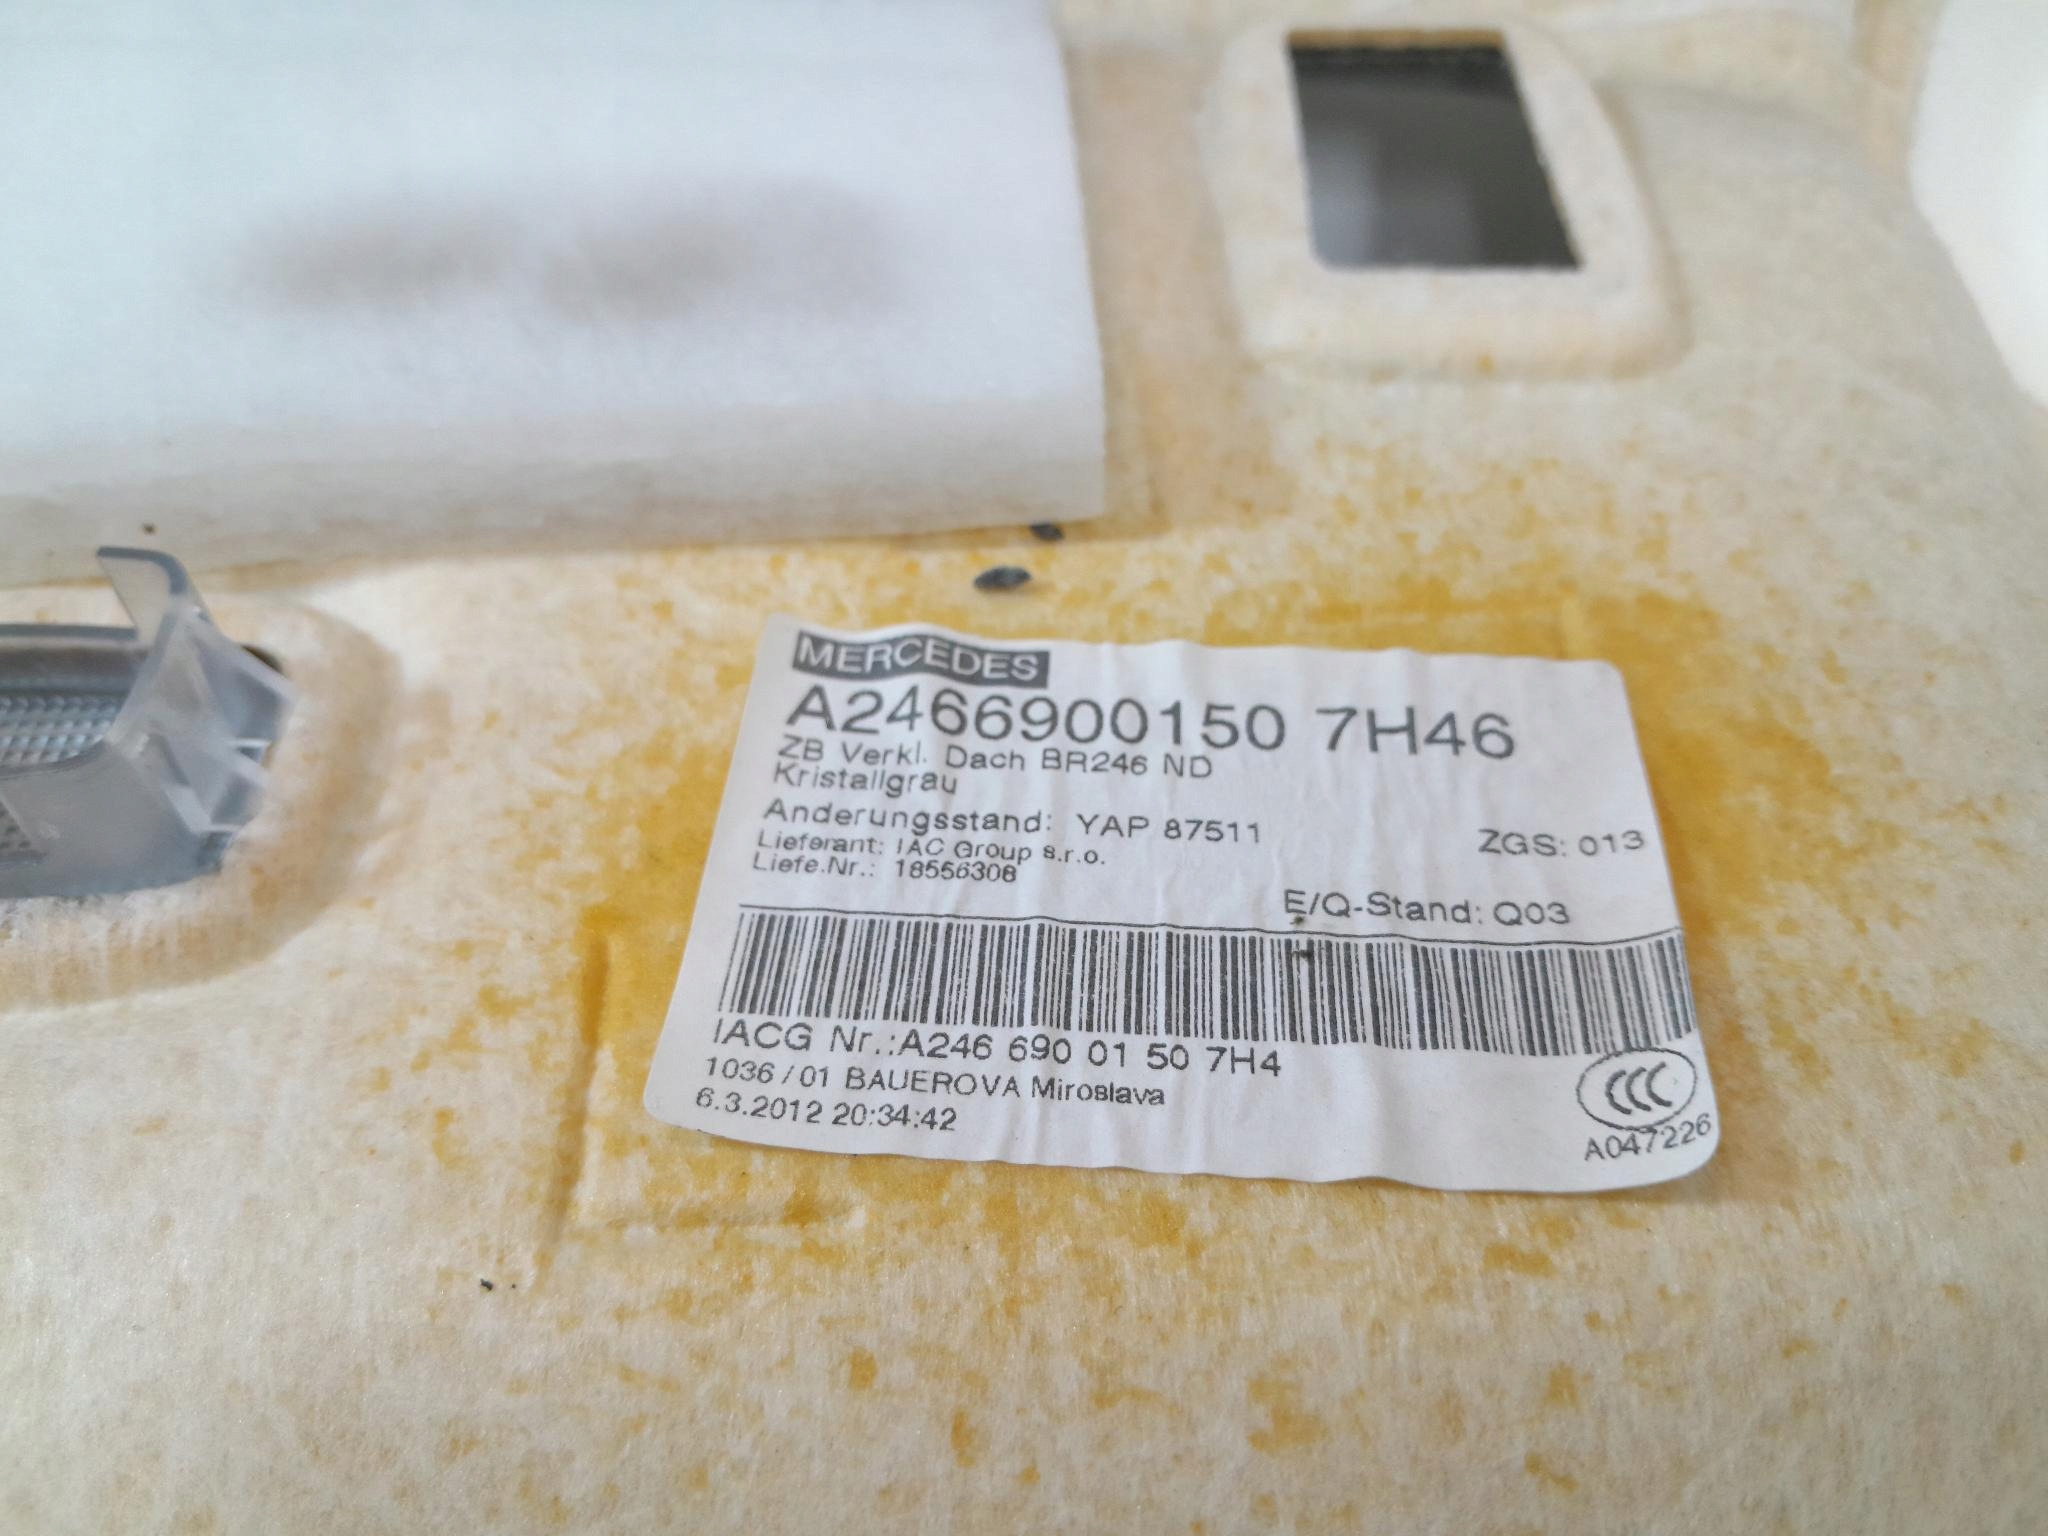 MERCEDES
A2466900150 7H46
ZB Verkl. Dach BR246 ND
Kristallgrau
Anderungsstand: YAP 87511
ZGS: 013
Lieferant: IAC Group s.r.o.
Liefe.Nr.: 18556308
E/Q-Stand: Q03
IACG Nr.:A246 690 01 50 7H4
1036 / 01 BAUEROVA Miroslava
6.3.2012 20:34:42
CCC
A047226